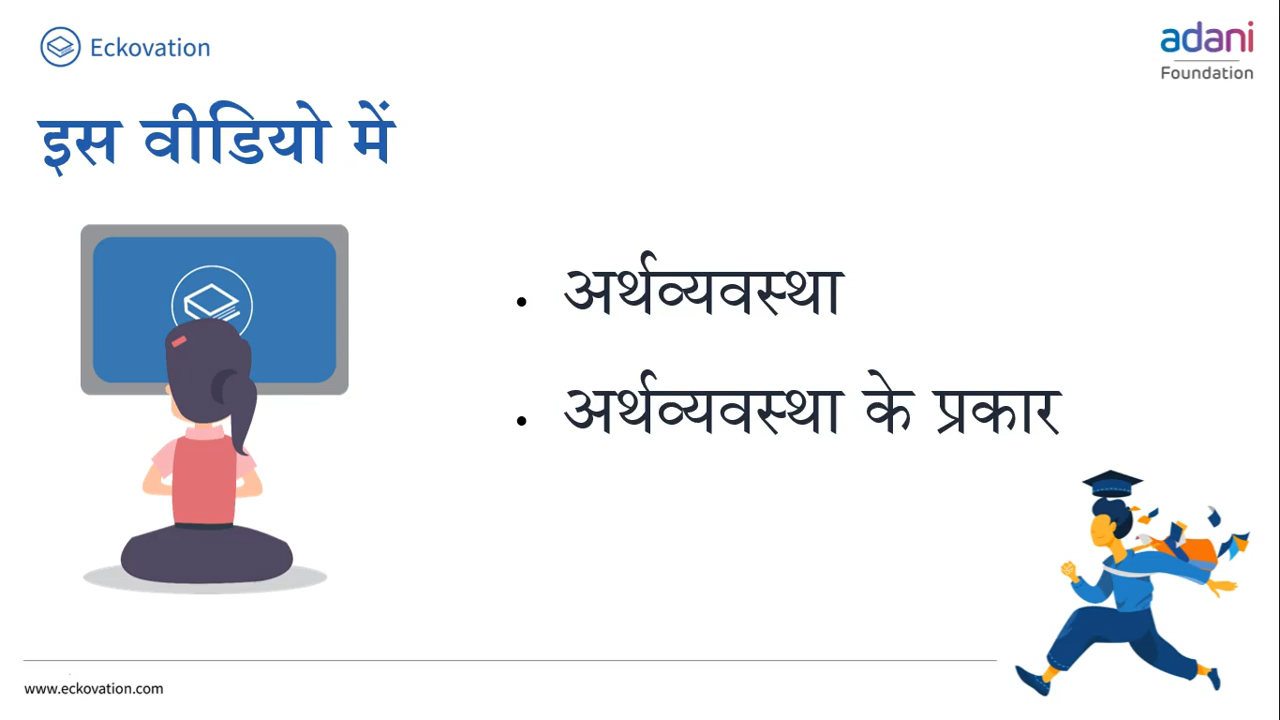 Eckovation
adani
Foundation
इस वीडियो में
• अर्थव्यवस्था
• अर्थव्यवस्था के प्रकार
www.eckovation.com